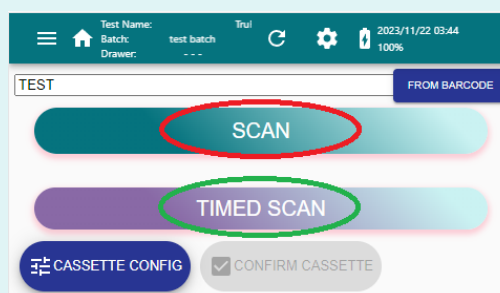 Test Name: Trul
Batch: test batch
Drawer: - - -
2023/11/22 03:44
100%
TEST
FROM BARCODE
SCAN
TIMED SCAN
CASSETTE CONFIG
CONFIRM CASSETTE